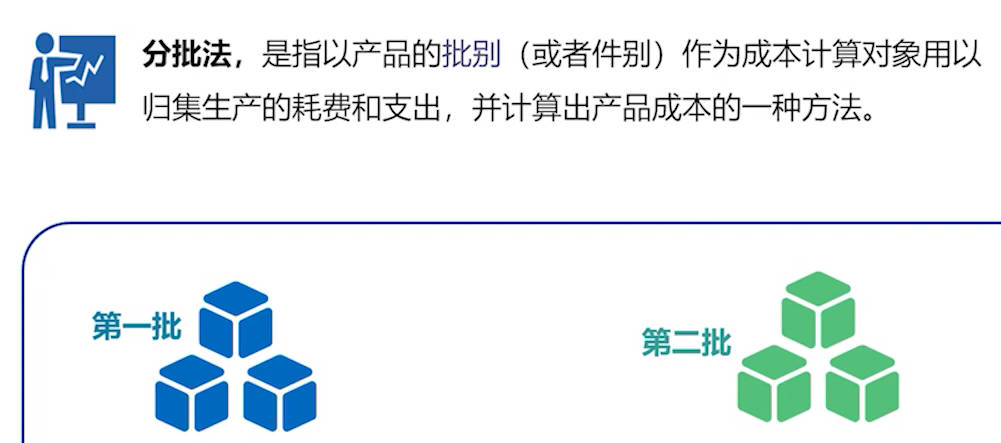 分批法，是指以产品的批别（或者件别）作为成本计算对象用以
归集生产的耗费和支出，并计算出产品成本的一种方法。
第一批
第二批